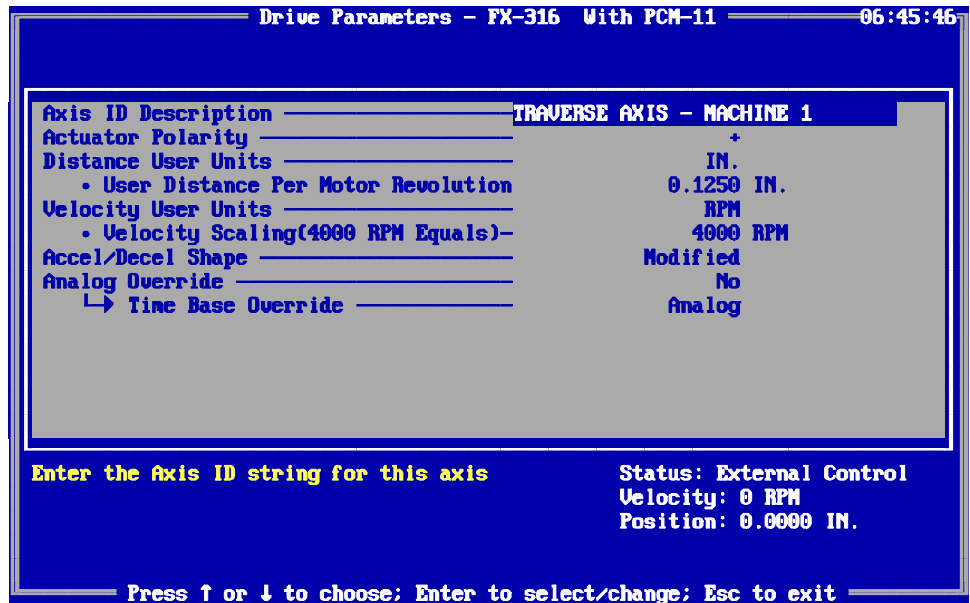 Drive Parameters - FX-316  With PCM-11
06:45:46
Axis ID Description TRAVERSE AXIS - MACHINE 1
Actuator Polarity +
Distance User Units IN.
• User Distance Per Motor Revolution 0.1250 IN.
Velocity User Units RPM
• Velocity Scaling(4000 RPM Equals) 4000 RPM
Accel/Decel Shape Modified
Analog Override No
Time Base Override Analog
Enter the Axis ID string for this axis
Status: External Control
Velocity: 0 RPM
Position: 0.0000 IN.
Press ↑ or ↓ to choose; Enter to select/change; Esc to exit